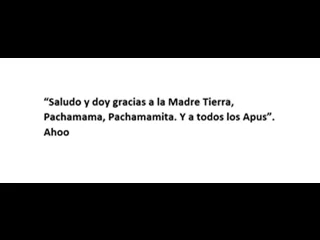 “Saludo y doy gracias a la Madre Tierra,
Pachamama, Pachamamita. Y a todos los Apus”.
Ahoo